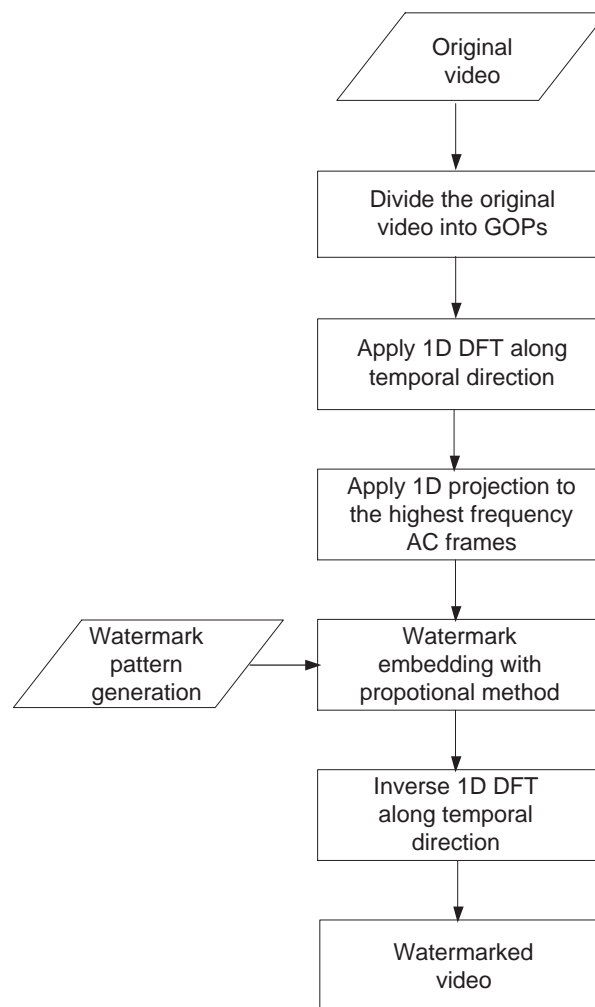 Original
video
Divide the original
video into GOPs
Apply 1D DFT along
temporal direction
Apply 1D projection to
the highest frequency
AC frames
Watermark
pattern
generation
Watermark
embedding with
propotional method
Inverse 1D DFT
along temporal
direction
Watermarked
video